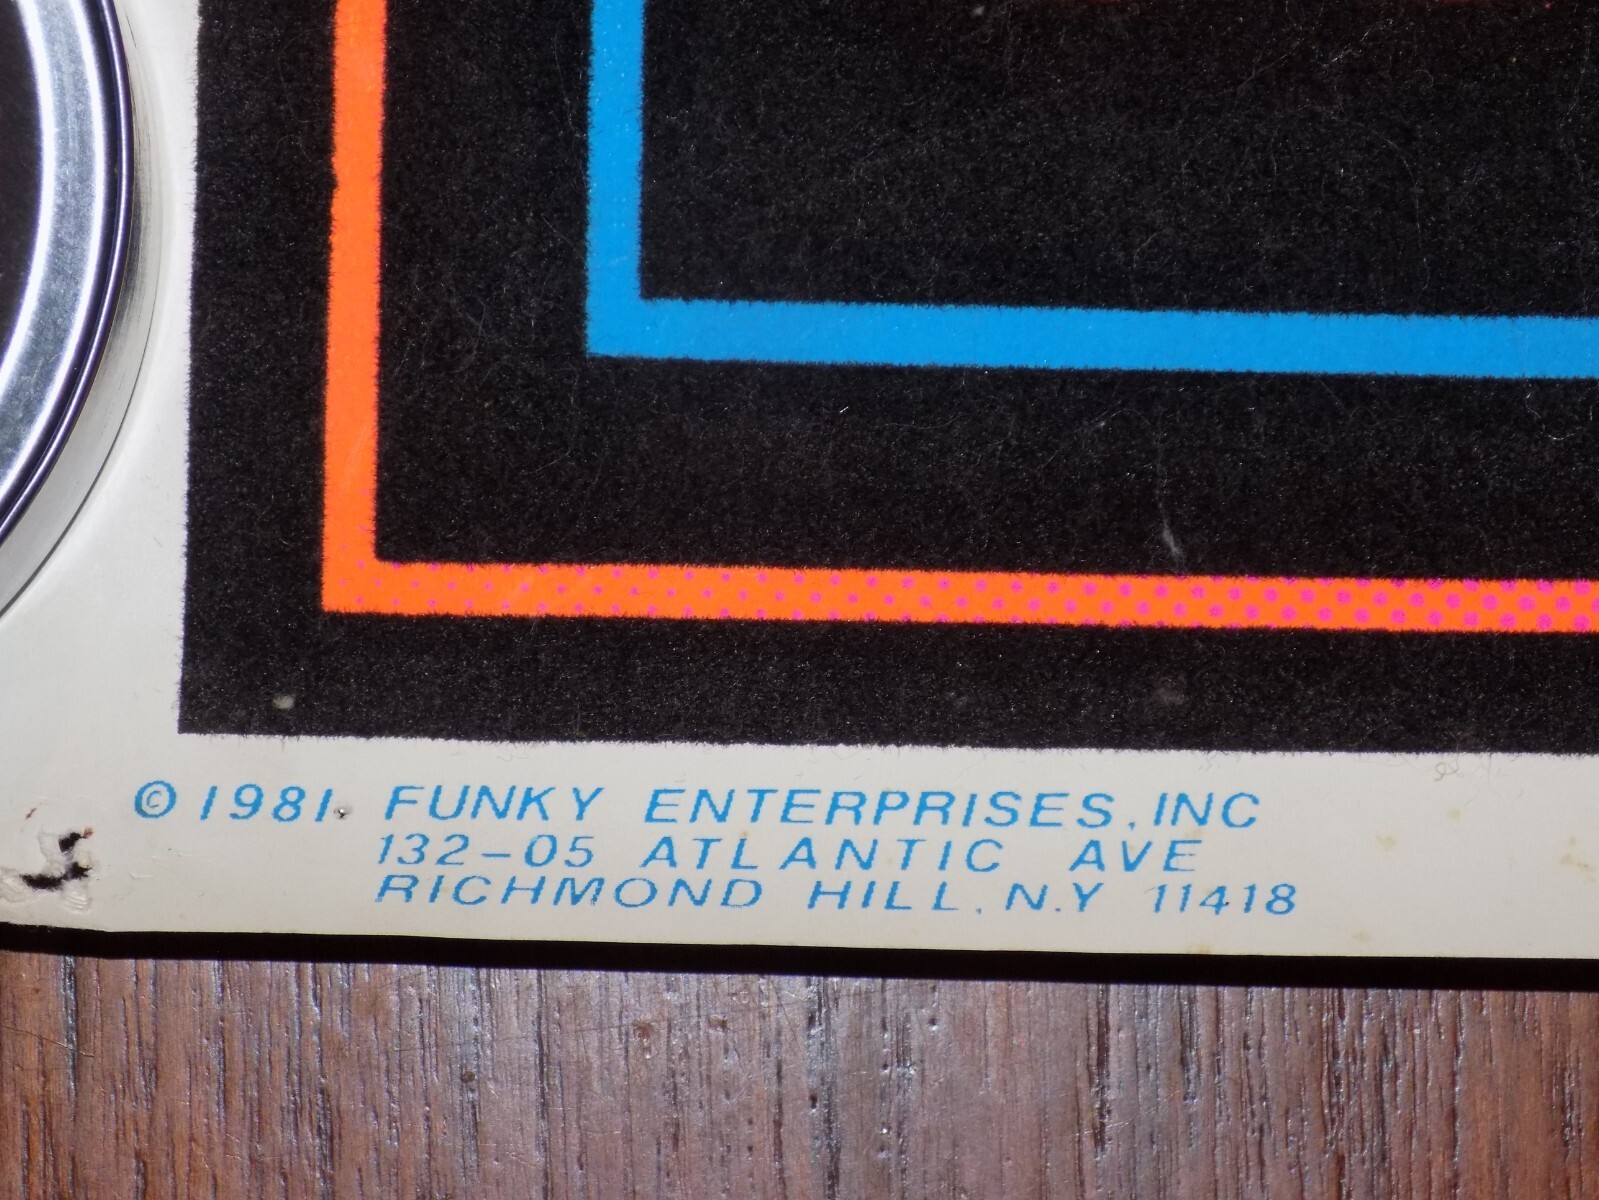 © 1981. FUNKY ENTERPRISES, INC
132-05 ATLANTIC AVE
RICHMOND HILL, N.Y 11418